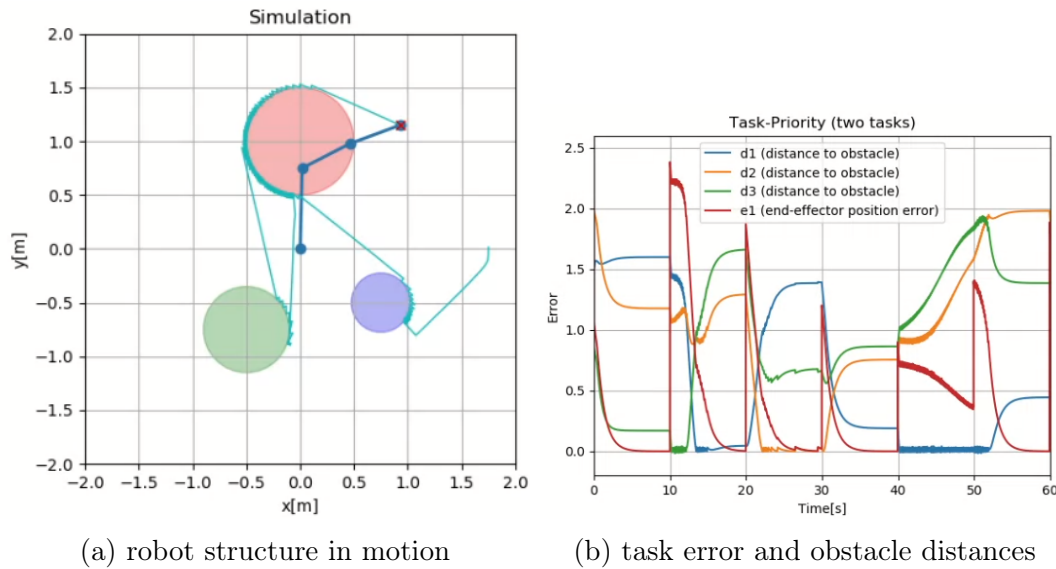 Simulation
2.0
1.5
1.0
0.5
0.0
−0.5
−1.0
−1.5
−2.0
y[m]
−2.0 −1.5 −1.0 −0.5 0.0 0.5 1.0 1.5 2.0
x[m]
(a) robot structure in motion
Task-Priority (two tasks)
d1 (distance to obstacle)
d2 (distance to obstacle)
d3 (distance to obstacle)
e1 (end-effector position error)
2.5
2.0
1.5
1.0
0.5
0.0
Error
0 10 20 30 40 50 60
Time[s]
(b) task error and obstacle distances